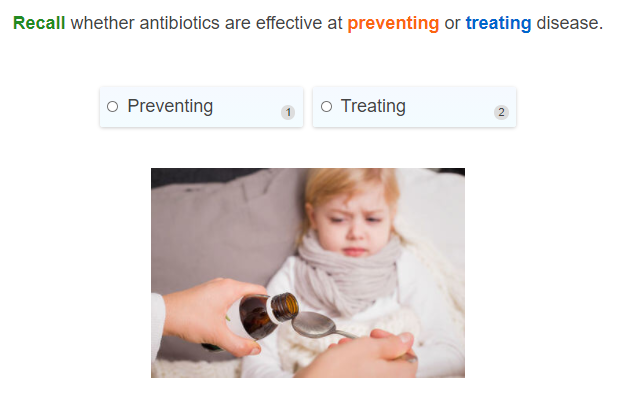 Recall whether antibiotics are effective at preventing or treating disease.
Preventing 1
Treating 2